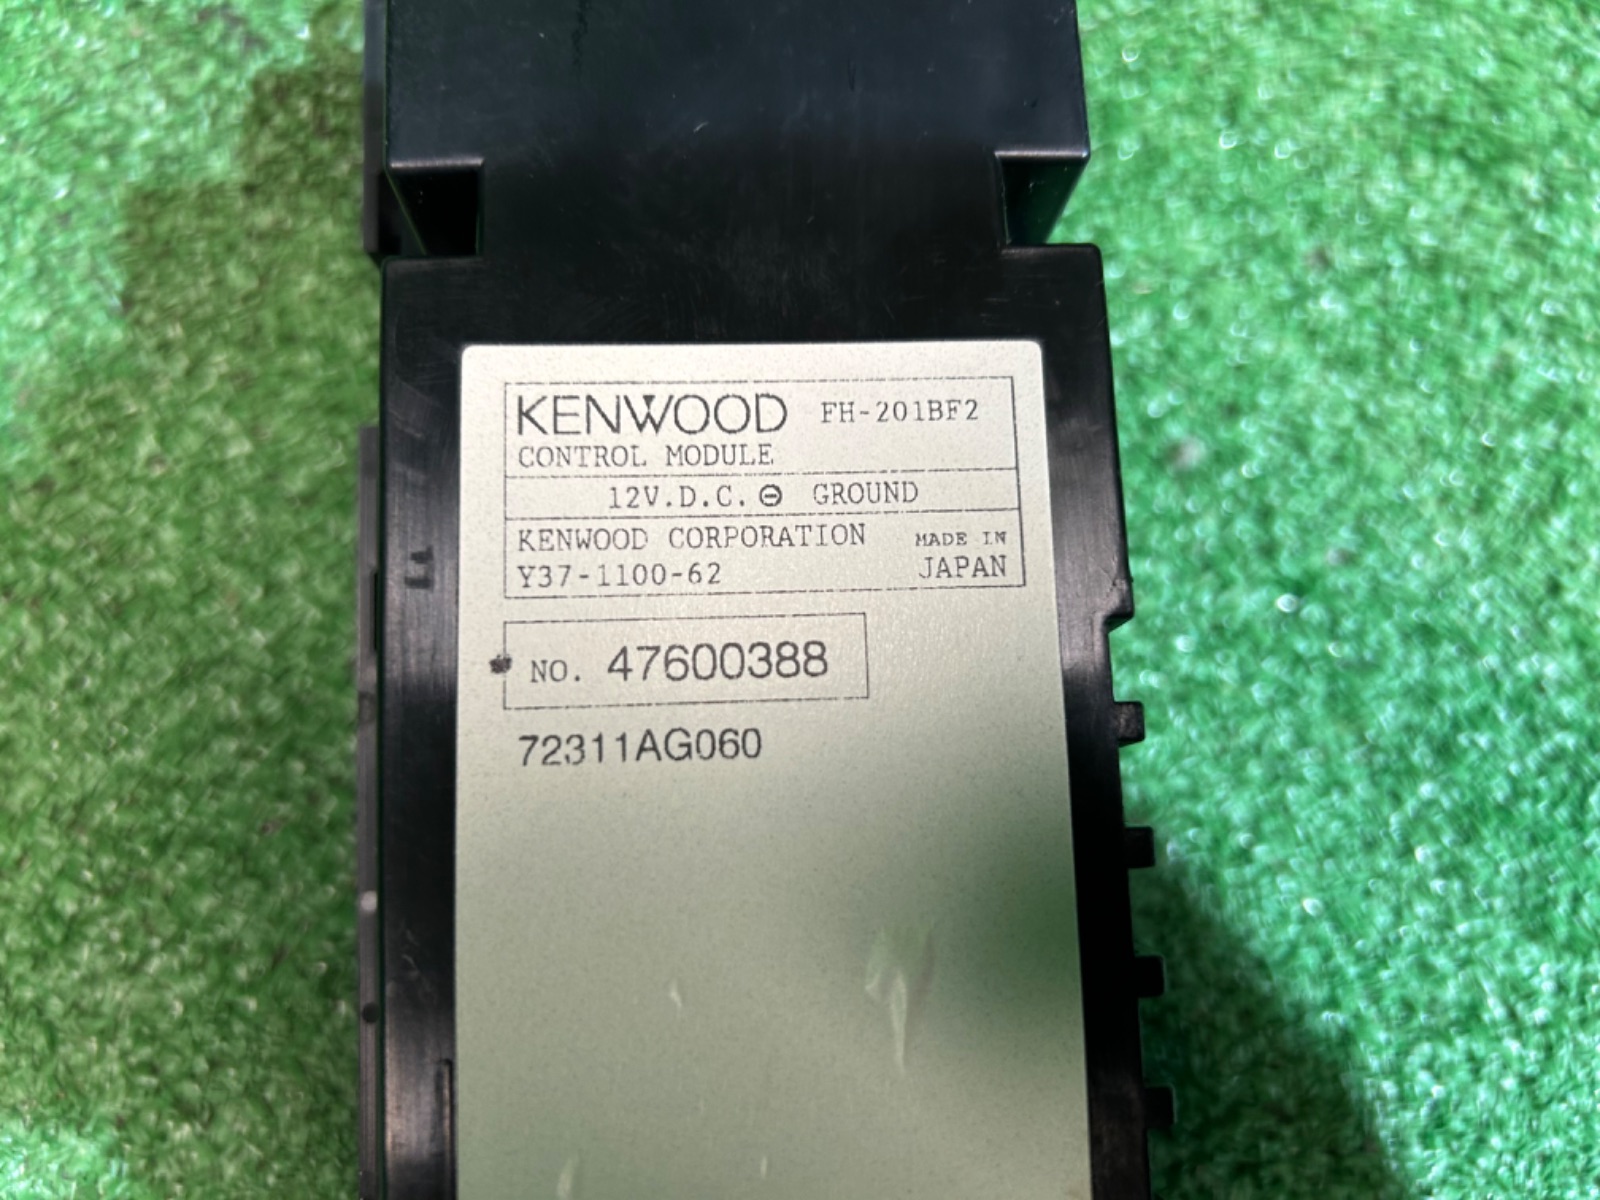 KENWOOD FH-201BF2
CONTROL MODULE
12V.D.C. ⊖ GROUND
KENWOOD CORPORATION MADE IN
Y37-1100-62 JAPAN
NO. 47600388
72311AG060